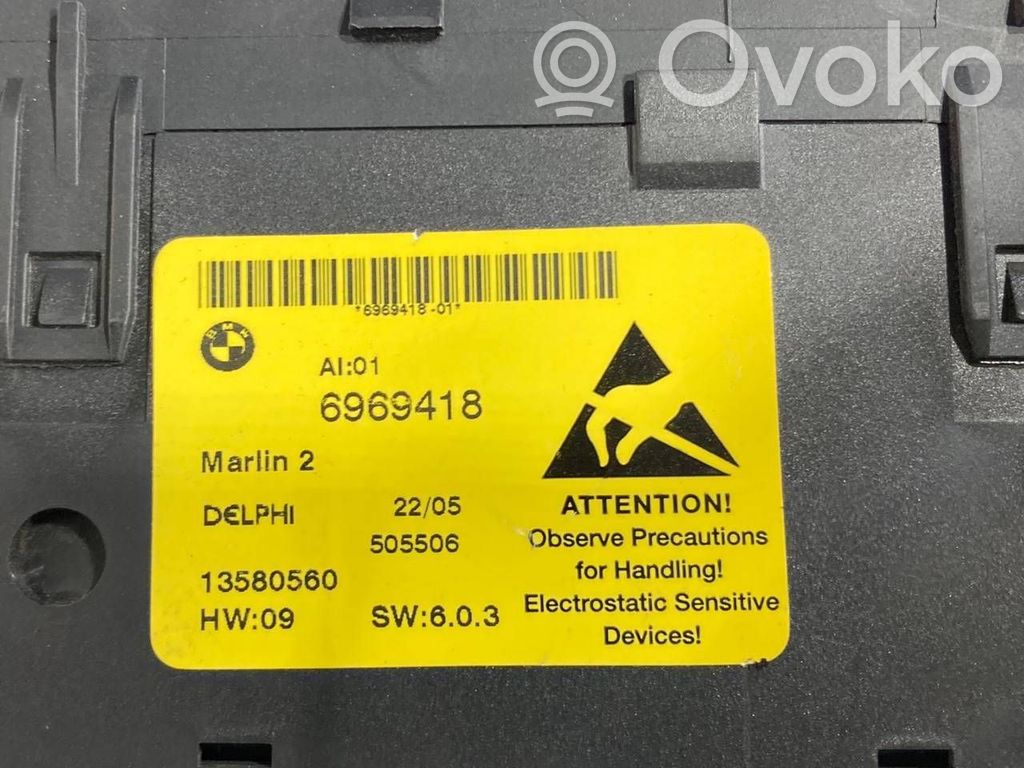 Ovoko
*6969418-01*
BMW
AI:01
6969418
Marlin 2
DELPHI 22/05
505506
13580560
HW:09 SW:6.0.3
ATTENTION!
Observe Precautions
for Handling!
Electrostatic Sensitive
Devices!